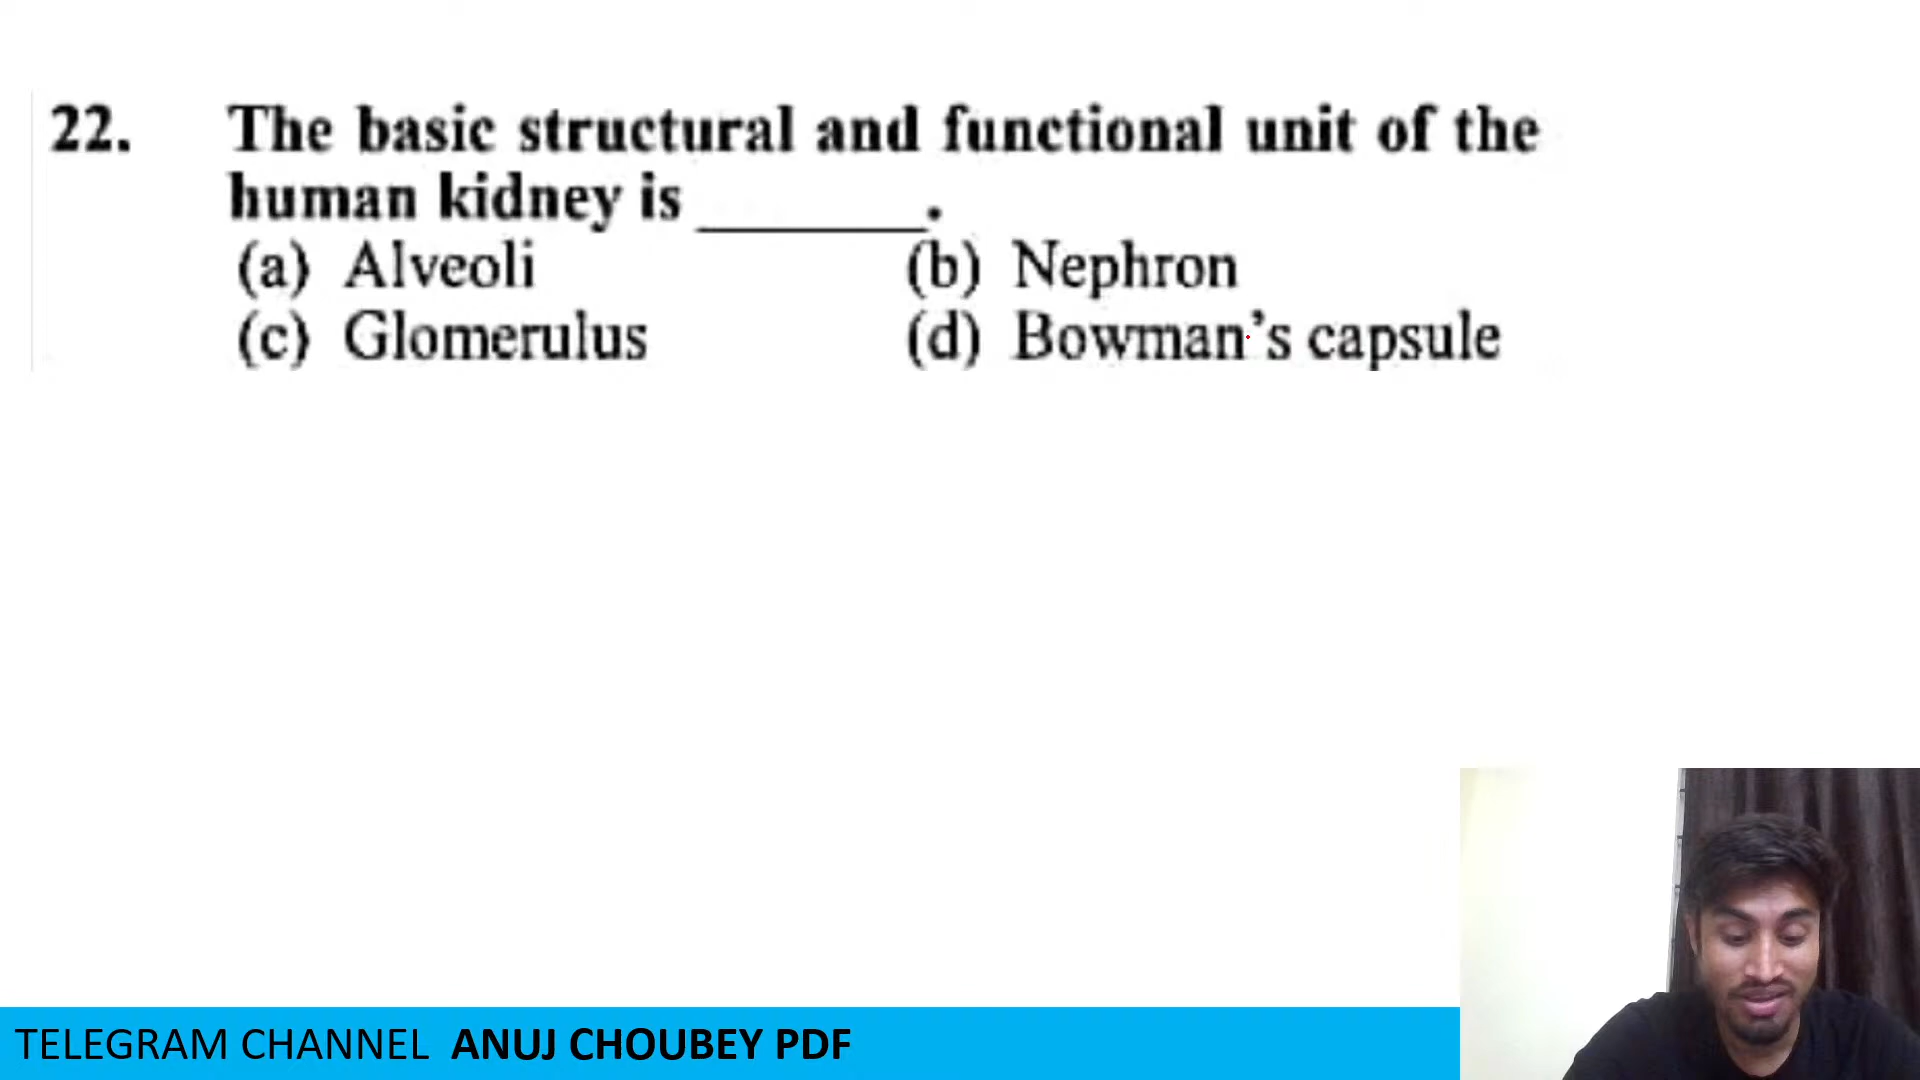 22. The basic structural and functional unit of the
human kidney is ________.
(a) Alveoli (b) Nephron
(c) Glomerulus (d) Bowman’s capsule
TELEGRAM CHANNEL ANUJ CHOUBEY PDF